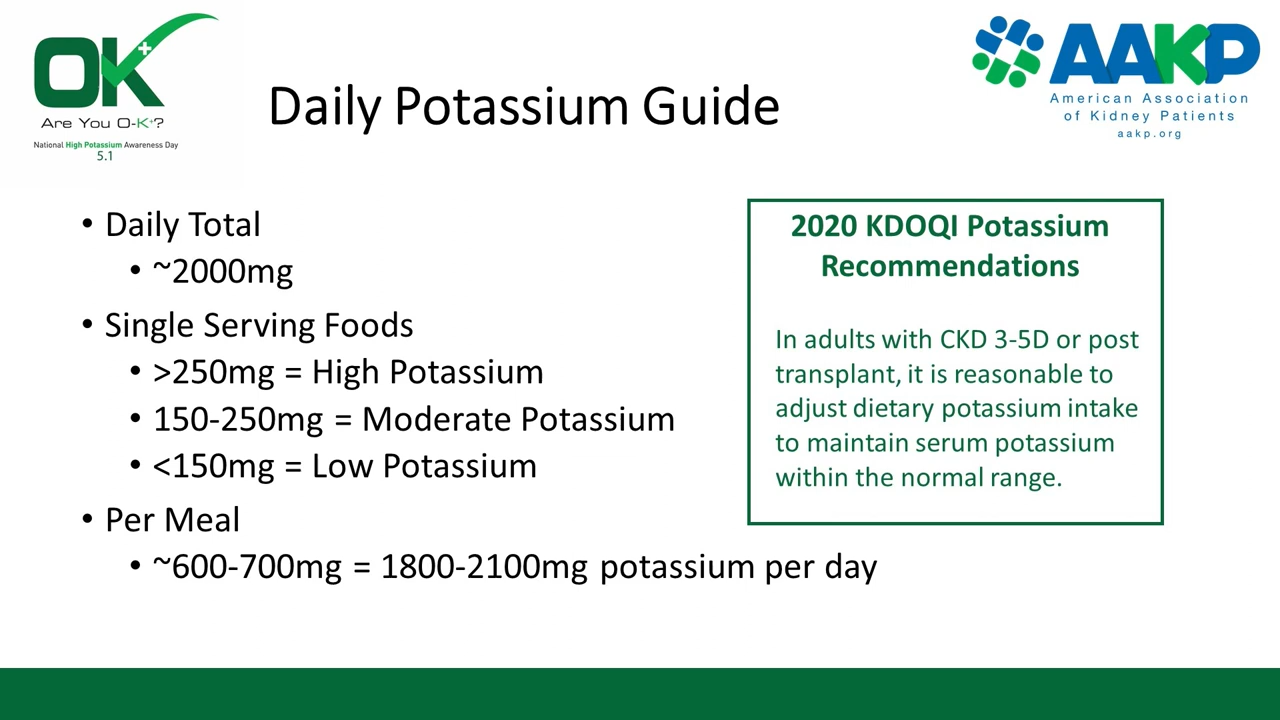 OK
Are You O-K+?
National High Potassium Awareness Day
5.1
Daily Potassium Guide
AAKP
American Association
of Kidney Patients
aakp.org
• Daily Total
• ~2000mg
• Single Serving Foods
• >250mg = High Potassium
• 150-250mg = Moderate Potassium
• <150mg = Low Potassium
• Per Meal
• ~600-700mg = 1800-2100mg potassium per day
2020 KDOQI Potassium
Recommendations
In adults with CKD 3-5D or post
transplant, it is reasonable to
adjust dietary potassium intake
to maintain serum potassium
within the normal range.